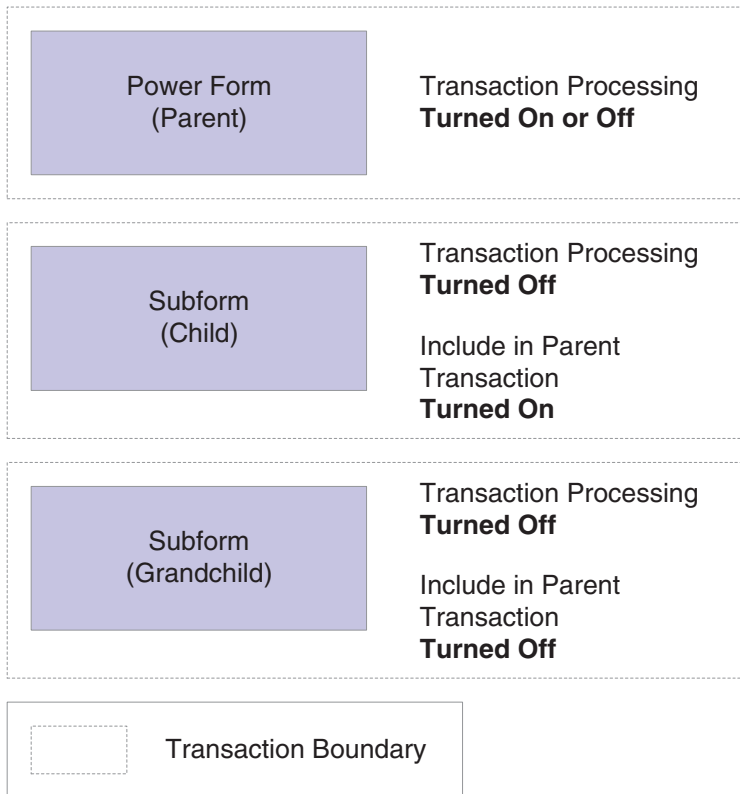 Power Form
(Parent)
Transaction Processing
Turned On or Off
Subform
(Child)
Transaction Processing
Turned Off
Include in Parent
Transaction
Turned On
Subform
(Grandchild)
Transaction Processing
Turned Off
Include in Parent
Transaction
Turned Off
Transaction Boundary